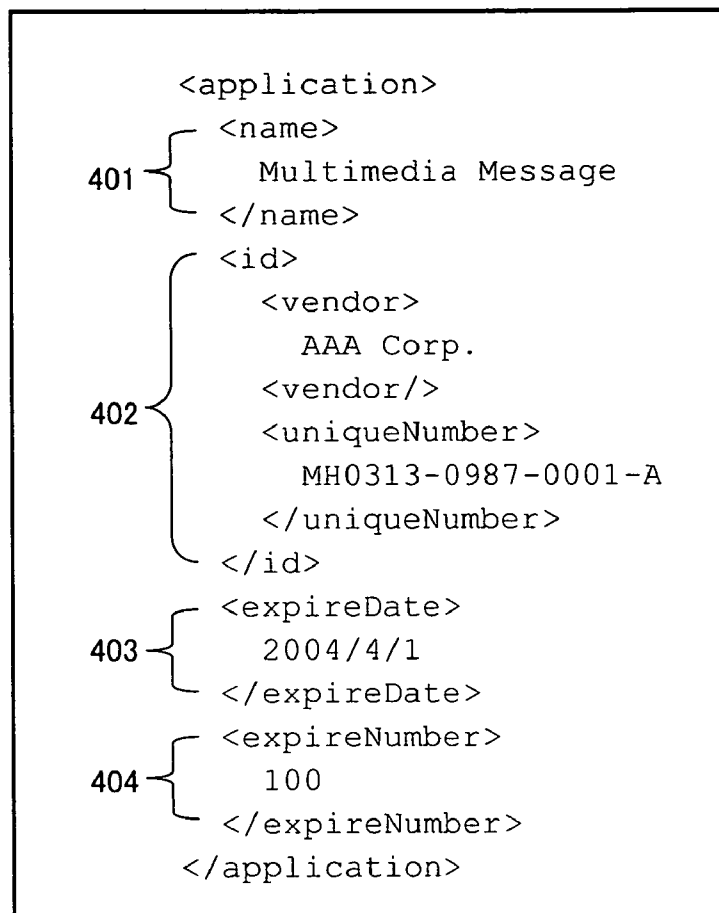 <application>
401 <name>
Multimedia Message
</name>
402 <id>
<vendor>
AAA Corp.
<vendor/>
<uniqueNumber>
MH0313-0987-0001-A
</uniqueNumber>
</id>
403 <expireDate>
2004/4/1
</expireDate>
404 <expireNumber>
100
</expireNumber>
</application>